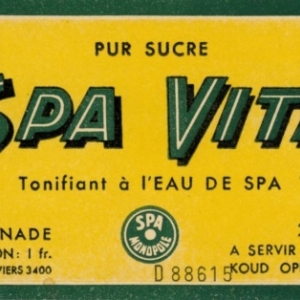 PUR SUCRE
SPA VIT
Tonifiant à l'EAU DE SPA
NADE
ON: 1 fr.
VIERS 3400
SPA
MONOPOLE
D 88615
A SERVIR
KOUD OP